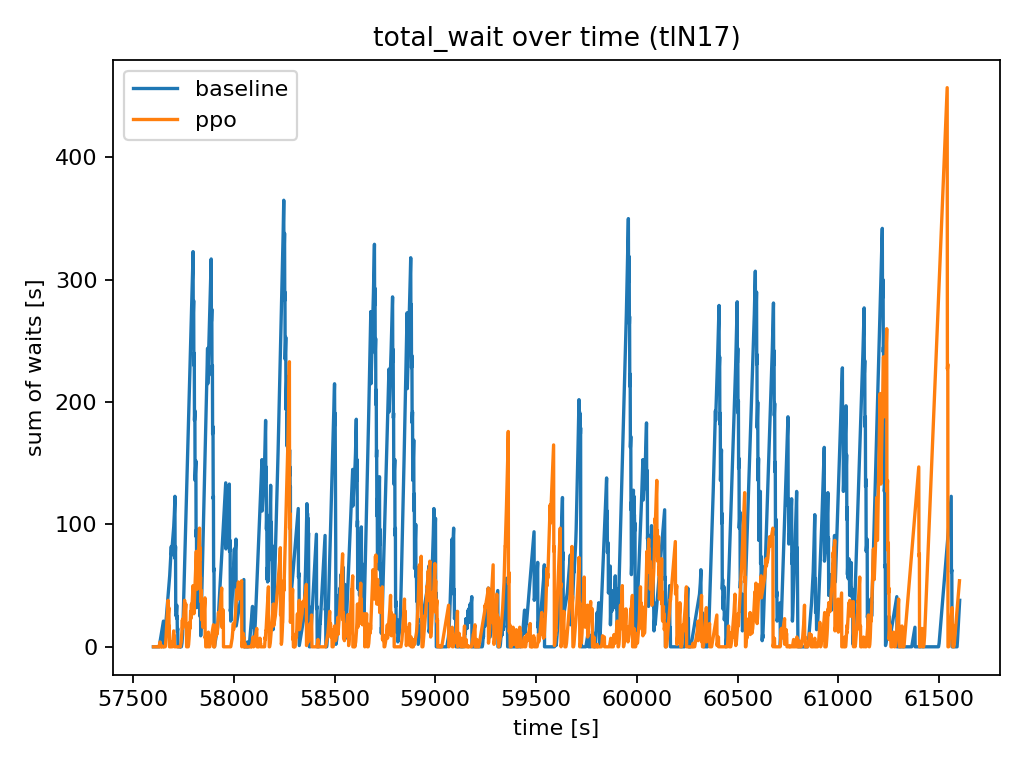 total_wait over time (tlN17)
baseline
ppo
sum of waits [s]
400
300
200
100
0
57500 58000 58500 59000 59500 60000 60500 61000 61500
time [s]